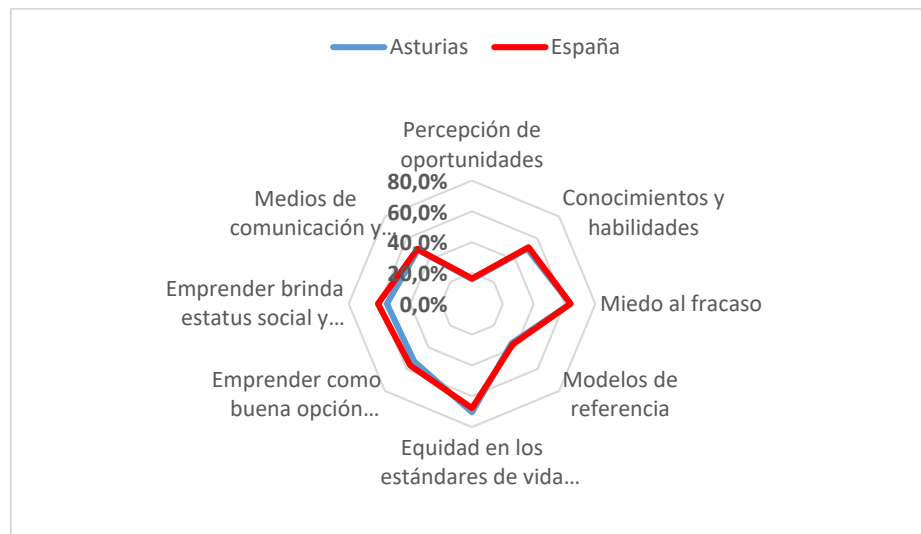 Asturias España
Percepción de
oportunidades
80,0%
Medios de
comunicación y...
Conocimientos y
habilidades
60,0%
40,0%
20,0%
Emprender brinda
estatus social y...
0,0%
Miedo al fracaso
Emprender como
buena opción...
Modelos de
referencia
Equidad en los
estándares de vida...